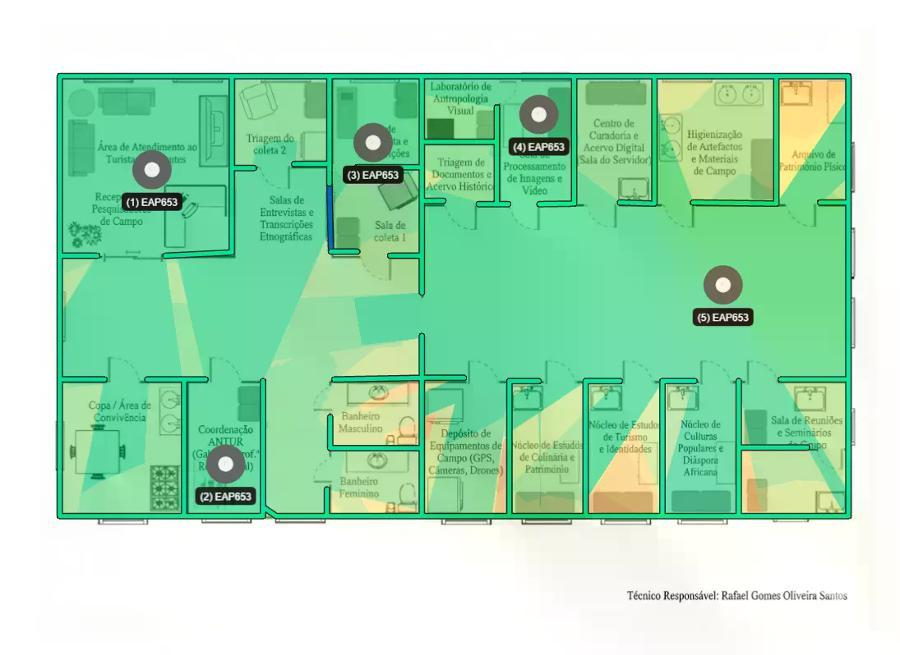 Área de Atendimento ao
(1) EAP653
Pesqui
de Campo
Triagem do
coleta 2
(3) EAP653
Salas de
Entrevistas e
Transcrições
Etnográficas
Sala de
coleta 1
Laboratório de
Antropologia
Visual
Triagem de
Documentos e
Acervo Histório
(4) EAP653
Processamento
de Imagens e
Vídeo
Centro de
Curadoria e
Acervo Digital
(Sala do Servidor)
Higienização
de Artefactos
e Materiais
de Campo
Arquivo de
Patrimônio Físico
(5) EAP653
Copa / Área de
Convivência
Coordenação
ANTUR
(2) EAP653
Banheiro
Masculino
Banheiro
Feminino
Depósito de
Equipamentos de
Campo (GPS,
Câmeras, Drones)
Núcleo de Estudos
de Culinária e
Patrimônio
Núcleo de Estudo
de Turismo
e Identidades
Núcleo de
Culturas
Populares e
Diáspora
Africana
Sala de Reuniões
e Seminários
Técnico Responsável: Rafael Gomes Oliveira Santos